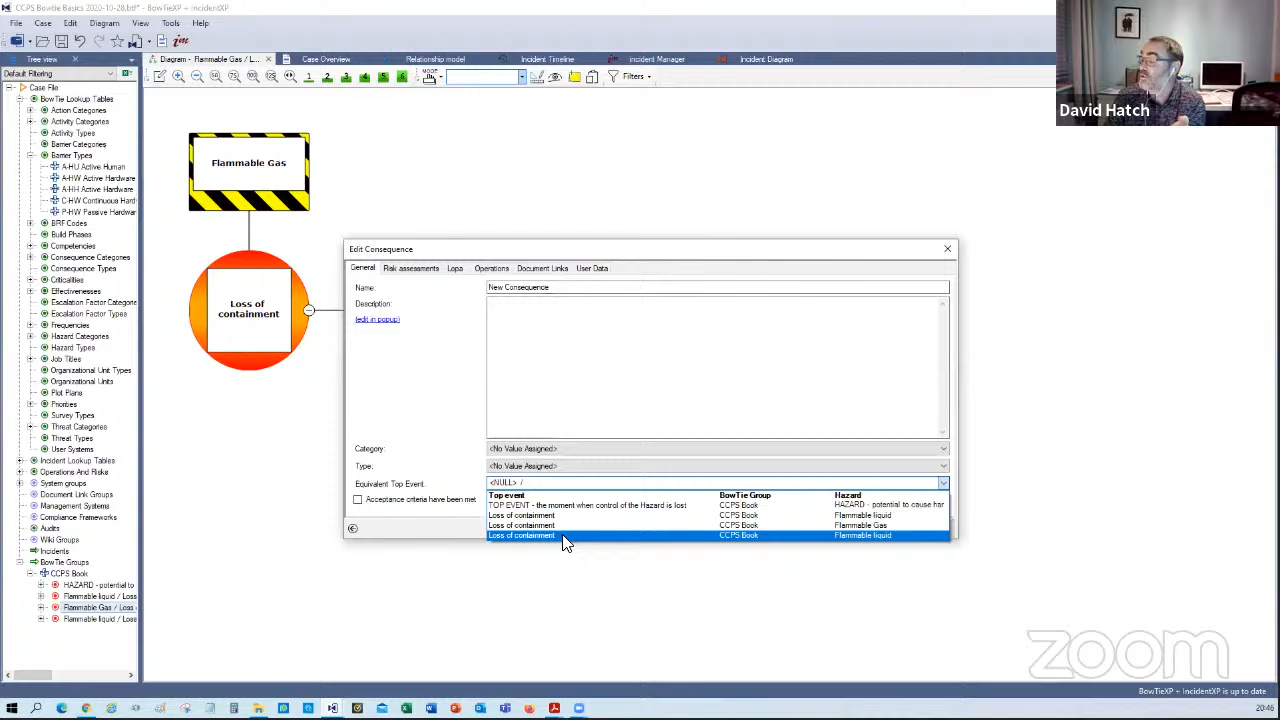 CCPS Bowtie Basics 2020-10-28.btf* - BowTieXP + IncidentXP
File Case Edit Diagram View Tools Help
Tree view
Diagram - Flammable Gas / L...
Case Overview
Relationship model
Incident Timeline
Incident Manager
Incident Diagram
Default Filtering
MODE
Filters
Case File
BowTie Lookup Tables
Action Categories
Activity Categories
Activity Types
Barrier Categories
Barrier Types
A-HU Active Human
A-HW Active Hardware
A-HH Active Hardware
C-HW Continuous Hard
P-HW Passive Hardwar
BRF Codes
Build Phases
Competencies
Consequence Categories
Consequence Types
Criticalities
Effectivenesses
Escalation Factor Categorie
Escalation Factor Types
Frequencies
Hazard Categories
Hazard Types
Job Titles
Organizational Unit Types
Organizational Units
Plot Plans
Priorities
Survey Types
Threat Categories
Threat Types
User Systems
Incident Lookup Tables
Operations And Risks
System groups
Document Link Groups
Management Systems
Compliance Frameworks
Audits
Wiki Groups
Incidents
BowTie Groups
CCPS Book
HAZARD - potential to
Flammable liquid / Loss
Flammable Gas / Loss
Flammable liquid / Loss
Flammable Gas
Loss of
containment
Edit Consequence
General Risk assessments Lopa Operations Document Links User Data
Name: New Consequence
Description:
(edit in popup)
Category: <No Value Assigned>
Type: <No Value Assigned>
Equivalent Top Event: <NULL> /
Acceptance criteria have been met
Top event BowTie Group Hazard
TOP EVENT - the moment when control of the Hazard is lost CCPS Book HAZARD - potential to cause har
Loss of containment CCPS Book Flammable liquid
Loss of containment CCPS Book Flammable Gas
Loss of containment CCPS Book Flammable liquid
David Hatch
zoom
BowTieXP + IncidentXP is up to date
20:46